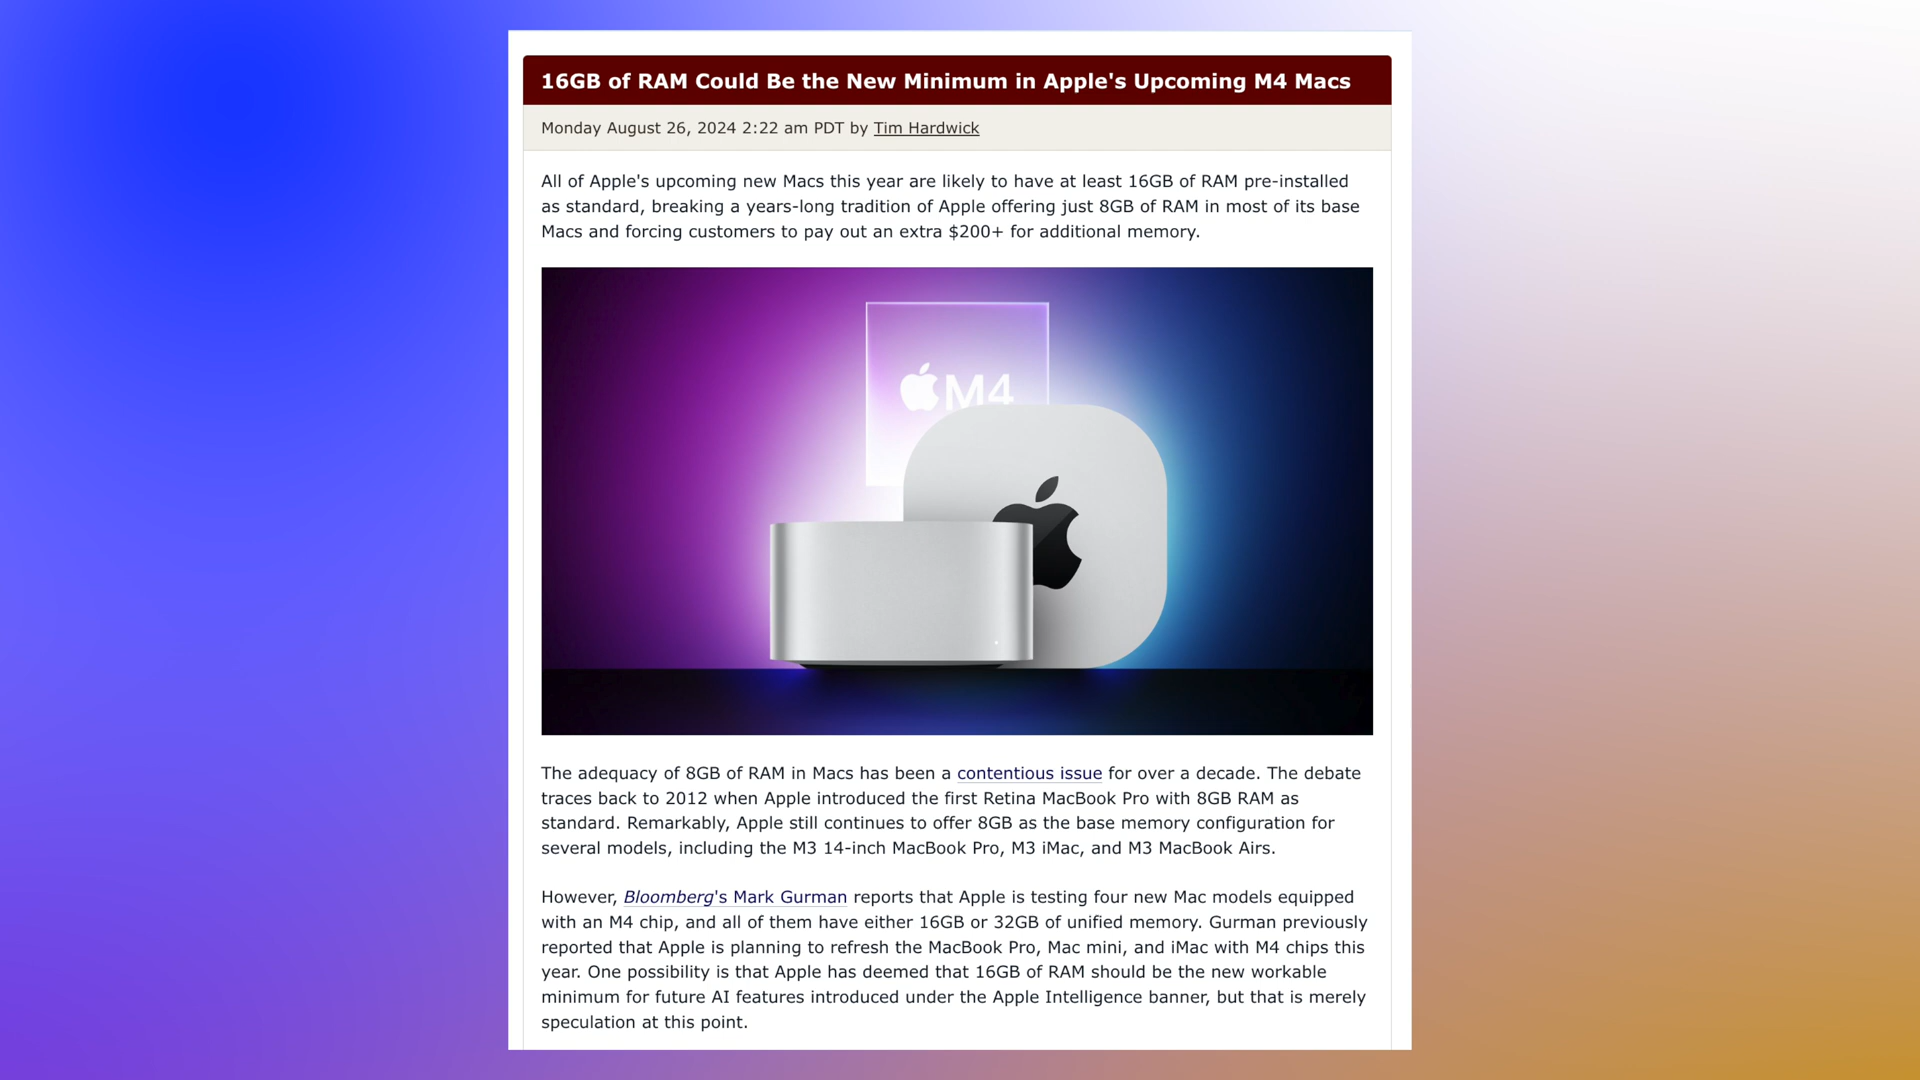 16GB of RAM Could Be the New Minimum in Apple's Upcoming M4 Macs
Monday August 26, 2024 2:22 am PDT by Tim Hardwick
All of Apple's upcoming new Macs this year are likely to have at least 16GB of RAM pre-installed
as standard, breaking a years-long tradition of Apple offering just 8GB of RAM in most of its base
Macs and forcing customers to pay out an extra $200+ for additional memory.
M4
The adequacy of 8GB of RAM in Macs has been a contentious issue for over a decade. The debate
traces back to 2012 when Apple introduced the first Retina MacBook Pro with 8GB RAM as
standard. Remarkably, Apple still continues to offer 8GB as the base memory configuration for
several models, including the M3 14-inch MacBook Pro, M3 iMac, and M3 MacBook Airs.
However, Bloomberg's Mark Gurman reports that Apple is testing four new Mac models equipped
with an M4 chip, and all of them have either 16GB or 32GB of unified memory. Gurman previously
reported that Apple is planning to refresh the MacBook Pro, Mac mini, and iMac with M4 chips this
year. One possibility is that Apple has deemed that 16GB of RAM should be the new workable
minimum for future AI features introduced under the Apple Intelligence banner, but that is merely
speculation at this point.